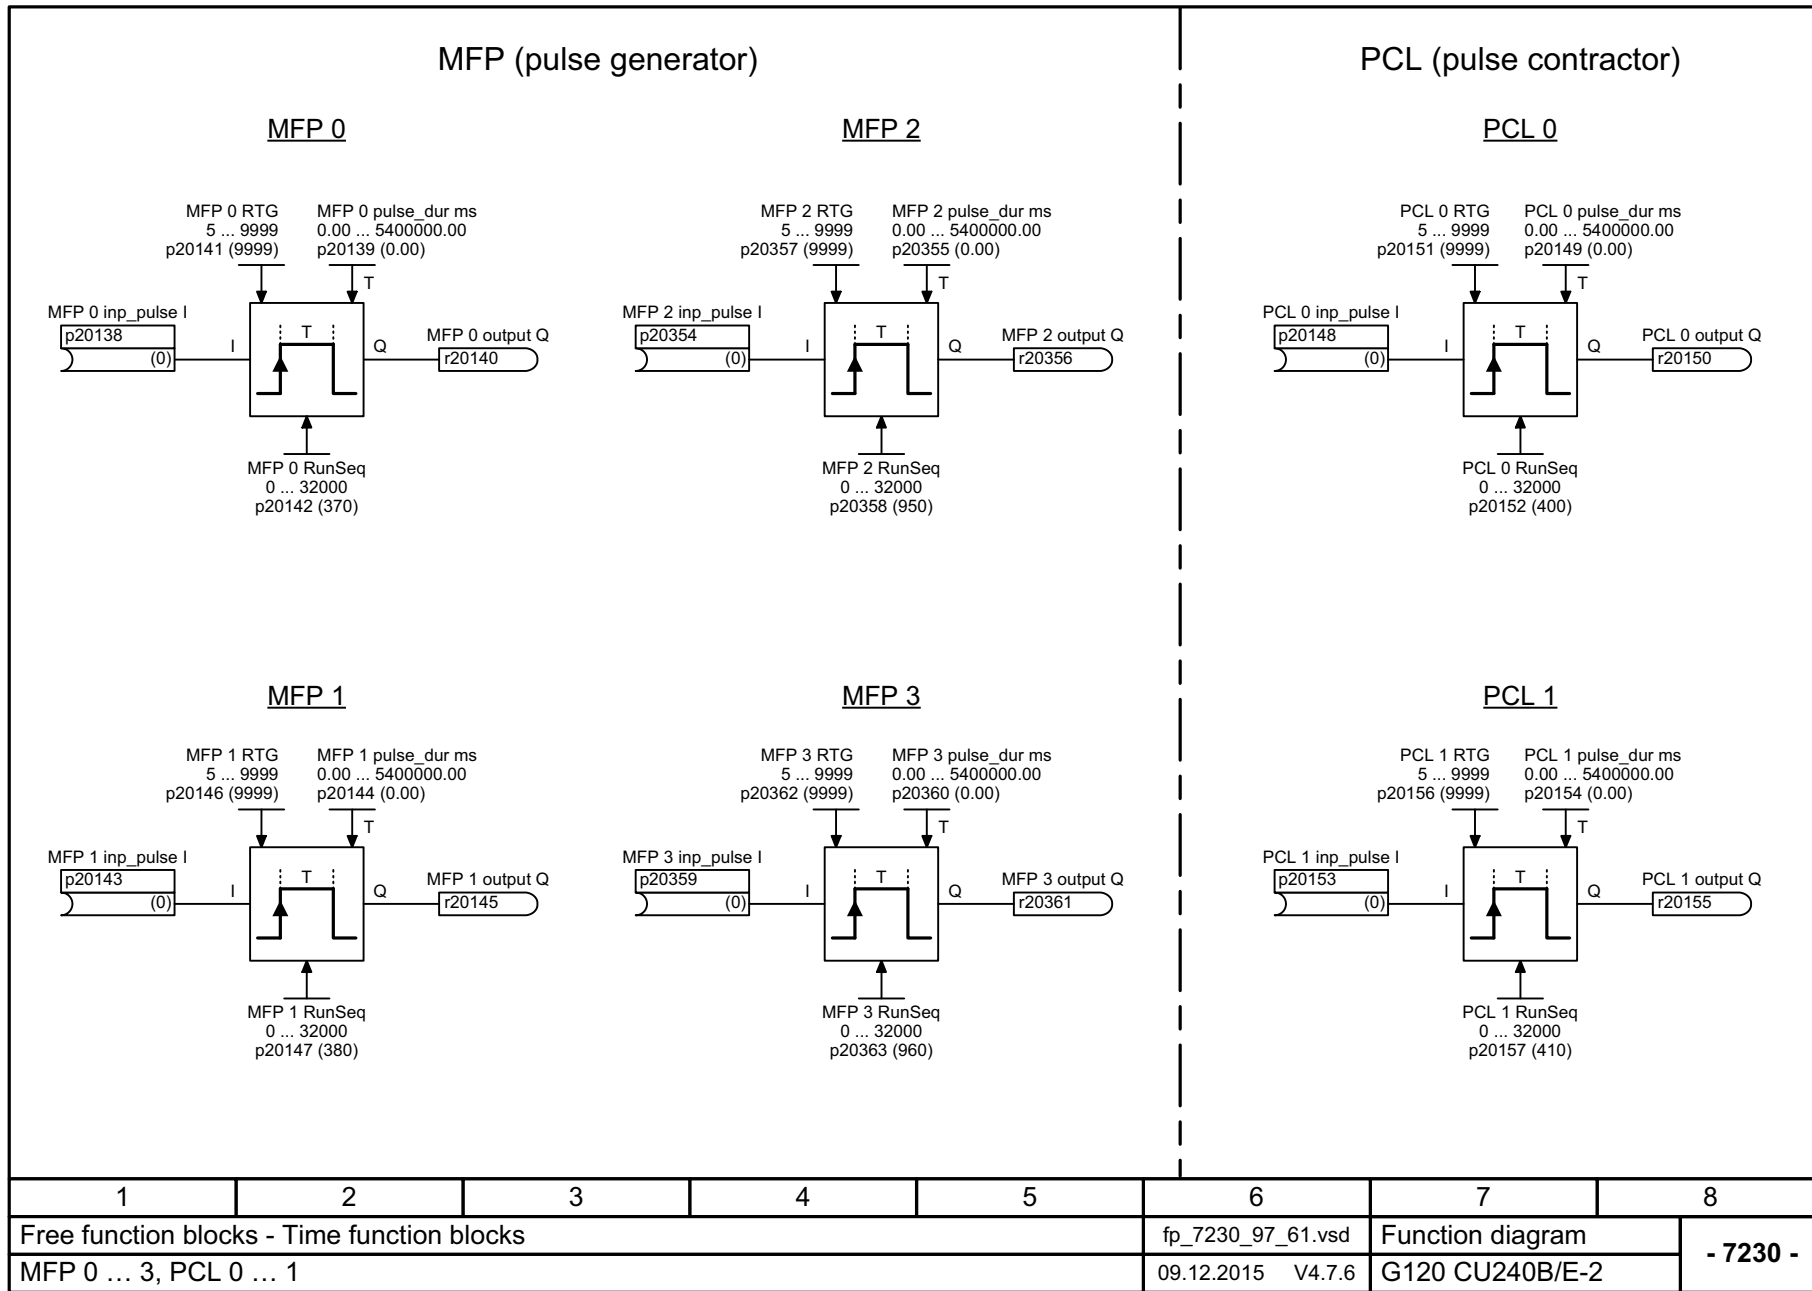 MFP (pulse generator)
PCL (pulse contractor)
MFP 0
MFP 2
PCL 0
MFP 0 RTG
5 ... 9999
p20141 (9999)
MFP 0 pulse_dur ms
0.00 ... 5400000.00
p20139 (0.00)
T
MFP 0 inp_pulse I
p20138
(0)
I
T
Q
MFP 0 output Q
r20140
MFP 0 RunSeq
0 ... 32000
p20142 (370)
MFP 2 RTG
5 ... 9999
p20357 (9999)
MFP 2 pulse_dur ms
0.00 ... 5400000.00
p20355 (0.00)
T
MFP 2 inp_pulse I
p20354
(0)
I
T
Q
MFP 2 output Q
r20356
MFP 2 RunSeq
0 ... 32000
p20358 (950)
PCL 0 RTG
5 ... 9999
p20151 (9999)
PCL 0 pulse_dur ms
0.00 ... 5400000.00
p20149 (0.00)
T
PCL 0 inp_pulse I
p20148
(0)
I
T
Q
PCL 0 output Q
r20150
PCL 0 RunSeq
0 ... 32000
p20152 (400)
MFP 1
MFP 3
PCL 1
MFP 1 RTG
5 ... 9999
p20146 (9999)
MFP 1 pulse_dur ms
0.00 ... 5400000.00
p20144 (0.00)
T
MFP 1 inp_pulse I
p20143
(0)
I
T
Q
MFP 1 output Q
r20145
MFP 1 RunSeq
0 ... 32000
p20147 (380)
MFP 3 RTG
5 ... 9999
p20362 (9999)
MFP 3 pulse_dur ms
0.00 ... 5400000.00
p20360 (0.00)
T
MFP 3 inp_pulse I
p20359
(0)
I
T
Q
MFP 3 output Q
r20361
MFP 3 RunSeq
0 ... 32000
p20363 (960)
PCL 1 RTG
5 ... 9999
p20156 (9999)
PCL 1 pulse_dur ms
0.00 ... 5400000.00
p20154 (0.00)
T
PCL 1 inp_pulse I
p20153
(0)
I
T
Q
PCL 1 output Q
r20155
PCL 1 RunSeq
0 ... 32000
p20157 (410)
1 2 3 4 5 6 7 8
Free function blocks - Time function blocks
fp_7230_97_61.vsd
Function diagram
- 7230 -
MFP 0 … 3, PCL 0 … 1
09.12.2015 V4.7.6
G120 CU240B/E-2